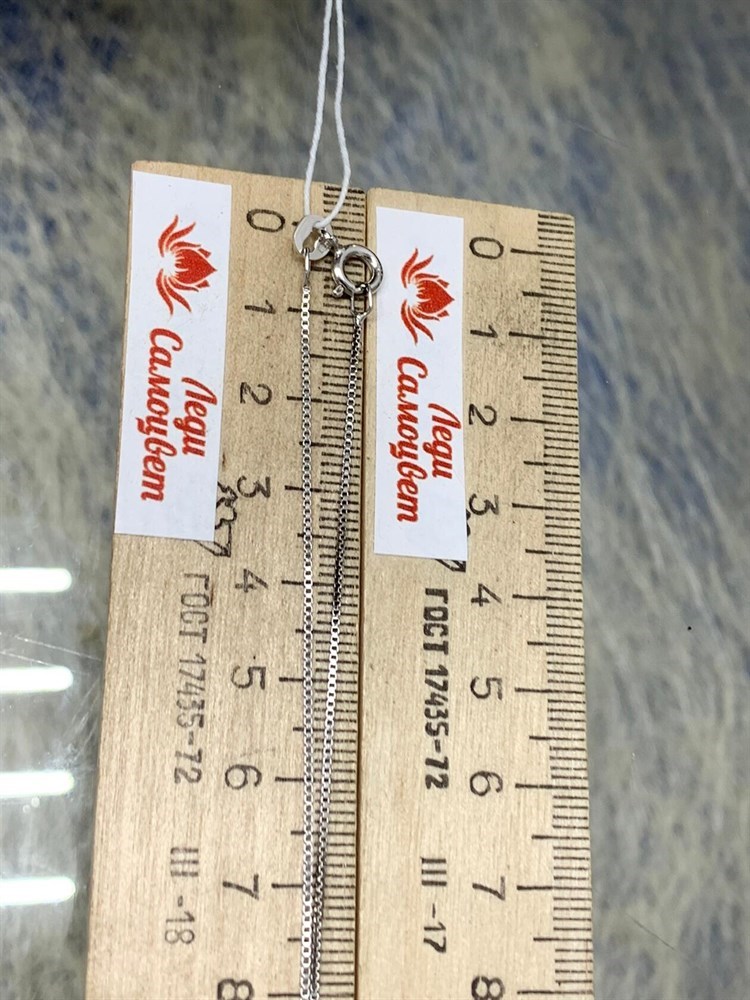 Леди
Самоцвет
0
1
2
3
4
5
6
7
8
ГОСТ 17435-72
III -18
Леди
Самоцвет
0
1
2
3
4
5
6
7
8
ГОСТ 17435-72
III -17